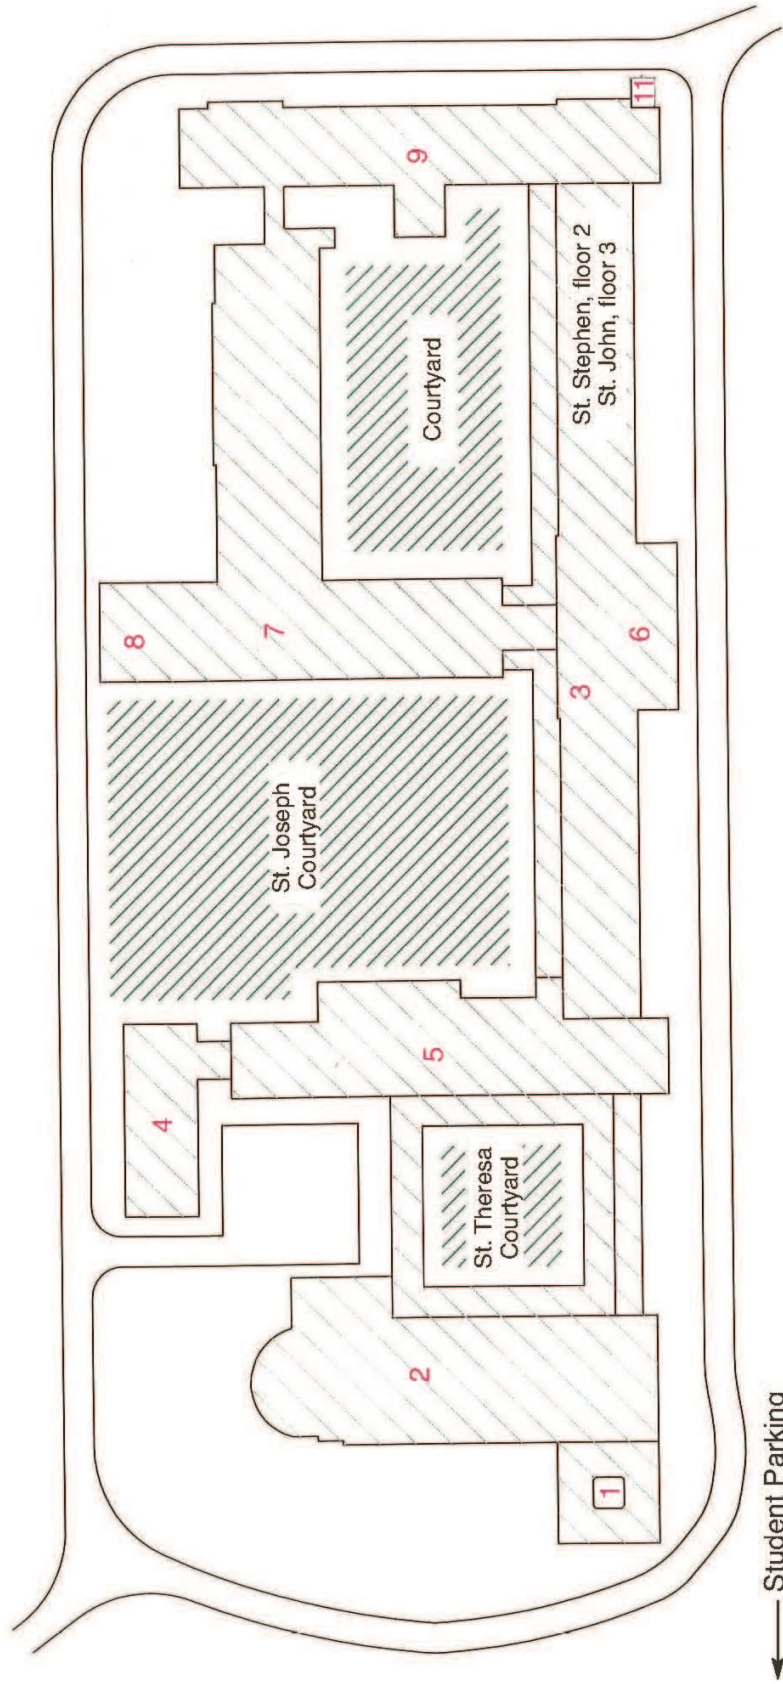 8
4
7
St. Joseph
Courtyard
2
5
Courtyard
9
St. Theresa
Courtyard
3
St. Stephen, floor 2
St. John, floor 3
1
6
11
Student Parking